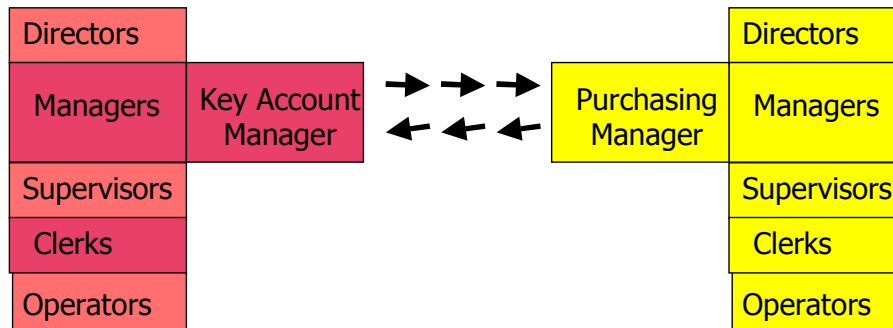 Directors
Managers
Key Account
Manager
Supervisors
Clerks
Operators
Purchasing
Manager
Directors
Managers
Supervisors
Clerks
Operators